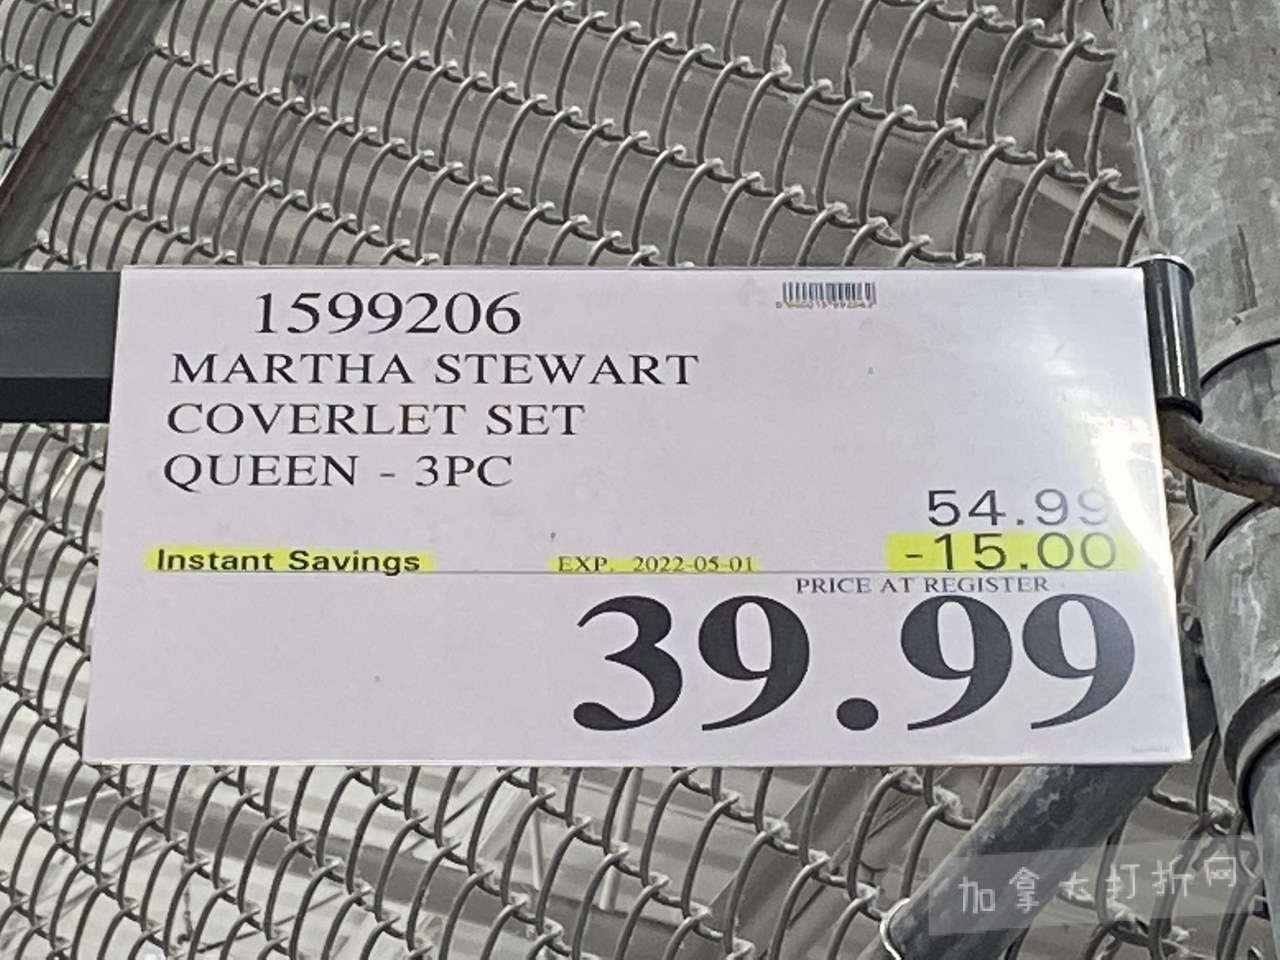 1599206
MARTHA STEWART
COVERLET SET
QUEEN - 3PC
54.99
Instant Savings EXP. 2022-05-01 -15.00
PRICE AT REGISTER
39.99
加拿大打折网